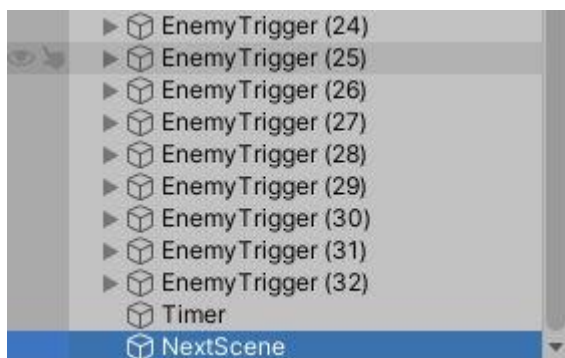 EnemyTrigger (24)
EnemyTrigger (25)
EnemyTrigger (26)
EnemyTrigger (27)
EnemyTrigger (28)
EnemyTrigger (29)
EnemyTrigger (30)
EnemyTrigger (31)
EnemyTrigger (32)
Timer
NextScene